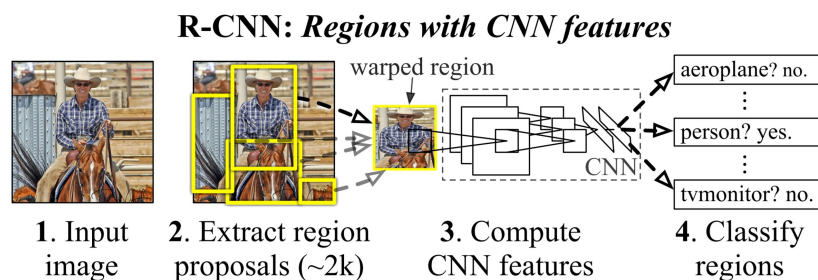 R-CNN: Regions with CNN features
warped region
aeroplane? no.
⋮
person? yes.
⋮
tvmonitor? no.
CNN
1. Input
image
2. Extract region
proposals (~2k)
3. Compute
CNN features
4. Classify
regions